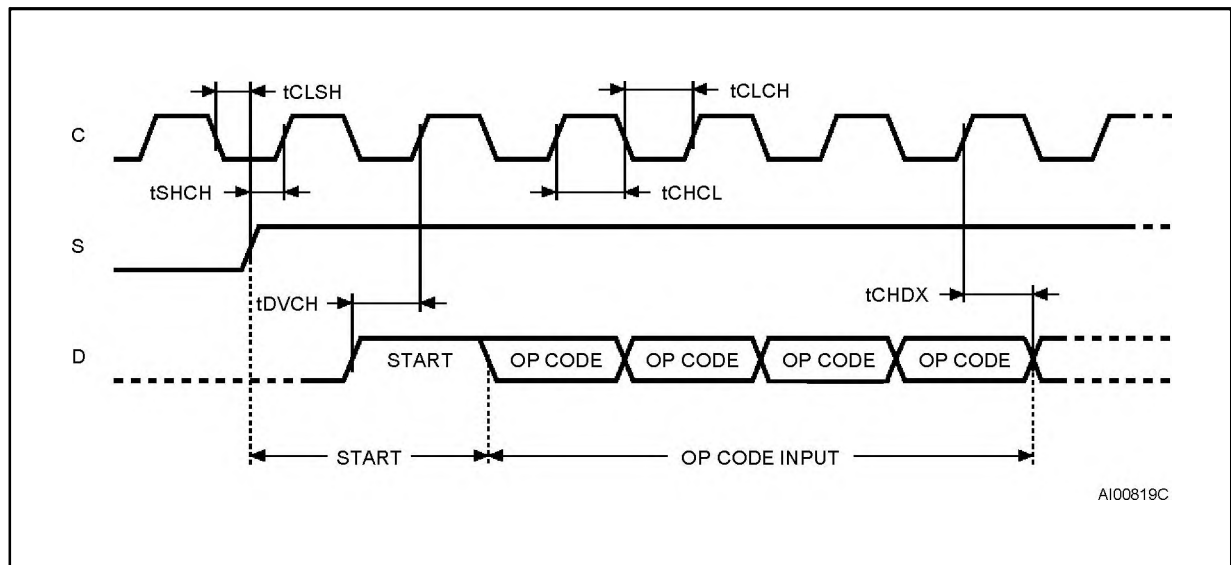 tCLSH
tCLCH
C
tSHCH
tCHCL
S
tDVCH
tCHDX
D
START
OP CODE
OP CODE
OP CODE
OP CODE
START
OP CODE INPUT
AI00819C